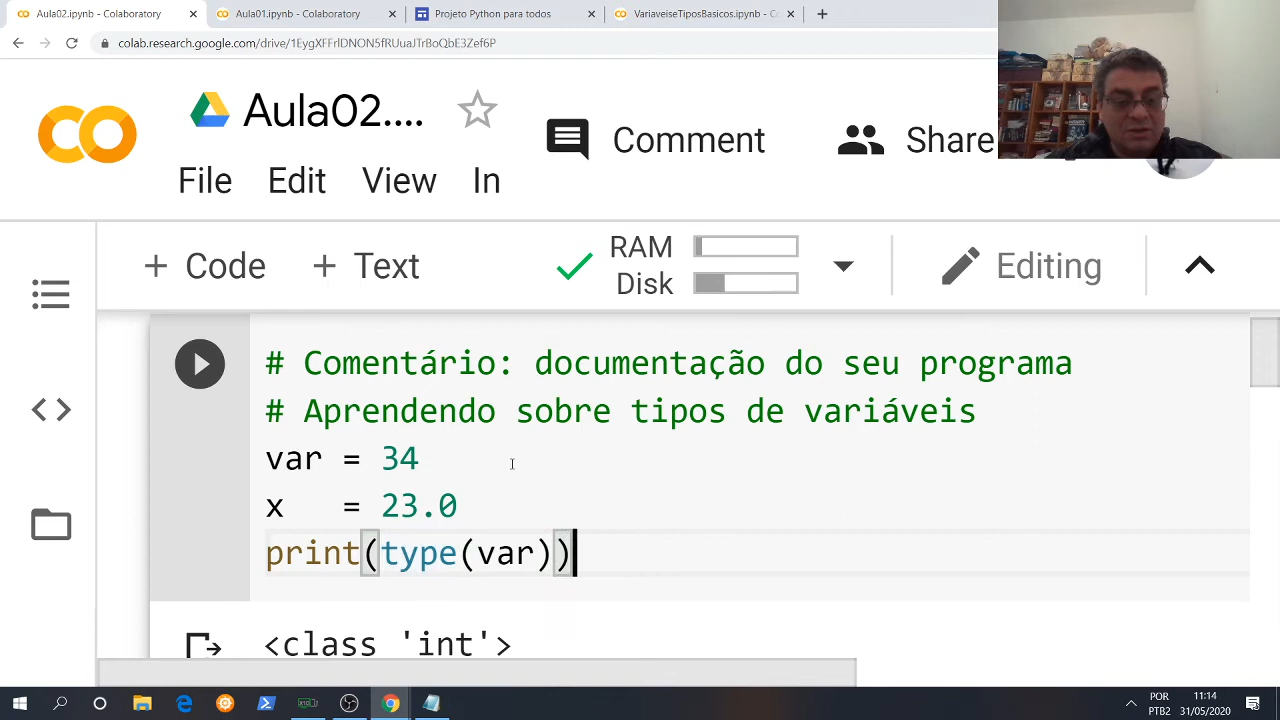 Aula02.ipynb - Colaboratory
Aula01.ipynb - Colaboratory
Projeto Python para todos
VariaveiseTiposBasicos.ipynb - Co
colab.research.google.com/drive/1EygXFFrlDNON5fRUuaJTrBoQbE3Zef6P
Aula02....
Comment
Share
File Edit View In
+ Code + Text
RAM
Disk
Editing
# Comentário: documentação do seu programa
# Aprendendo sobre tipos de variáveis
var = 34
x   = 23.0
print(type(var))
<class 'int'>
POR
PTB2
11:14
31/05/2020